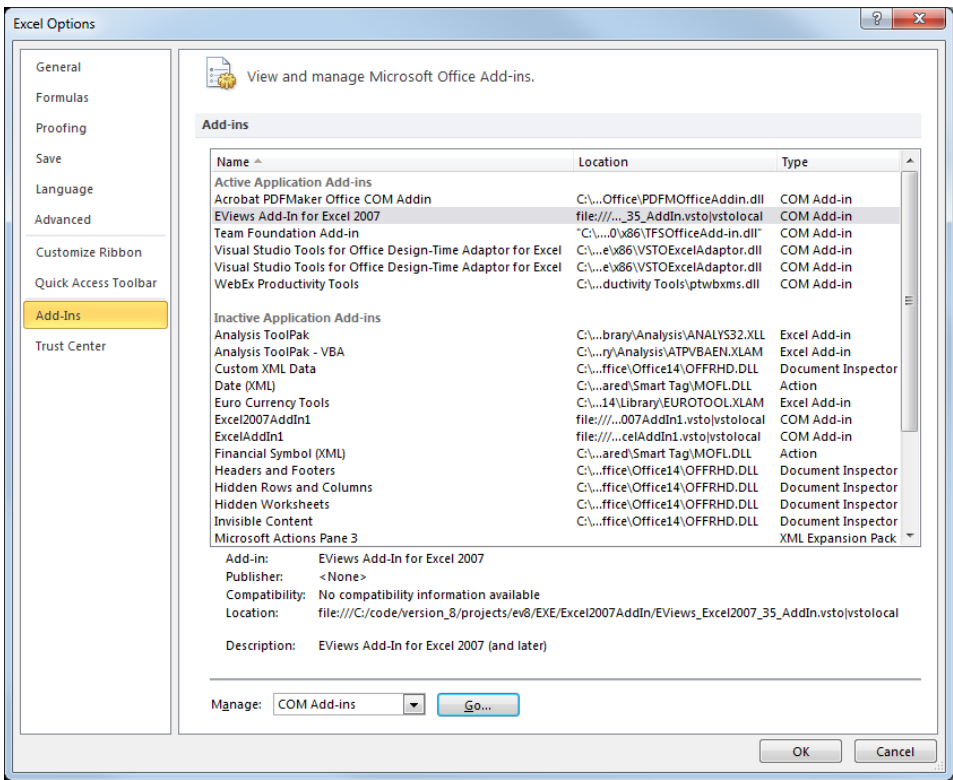 Excel Options
General
Formulas
Proofing
Save
Language
Advanced
Customize Ribbon
Quick Access Toolbar
Add-Ins
Trust Center
View and manage Microsoft Office Add-ins.
Add-ins
Name Location Type
Active Application Add-ins
Acrobat PDFMaker Office COM Addin C:\...Office\PDFMOfficeAddin.dll COM Add-in
EViews Add-In for Excel 2007 file:///..._35_AddIn.vsto|vstolocal COM Add-in
Team Foundation Add-in "C:\....0\x86\TFSOfficeAdd-in.dll" COM Add-in
Visual Studio Tools for Office Design-Time Adaptor for Excel C:\...e\x86\VSTOExcelAdaptor.dll COM Add-in
Visual Studio Tools for Office Design-Time Adaptor for Excel C:\...e\x86\VSTOExcelAdaptor.dll COM Add-in
WebEx Productivity Tools C:\...ductivity Tools\ptwbxms.dll COM Add-in
Inactive Application Add-ins
Analysis ToolPak C:\...brary\Analysis\ANALYS32.XLL Excel Add-in
Analysis ToolPak - VBA C:\...ry\Analysis\ATPVBAEN.XLAM Excel Add-in
Custom XML Data C:\...ffice\Office14\OFFRHD.DLL Document Inspector
Date (XML) C:\...ared\Smart Tag\MOFL.DLL Action
Euro Currency Tools C:\...14\Library\EUROTOOL.XLAM Excel Add-in
Excel2007AddIn1 file:///...007AddIn1.vsto|vstolocal COM Add-in
ExcelAddIn1 file:///...celAddIn1.vsto|vstolocal COM Add-in
Financial Symbol (XML) C:\...ared\Smart Tag\MOFL.DLL Action
Headers and Footers C:\...ffice\Office14\OFFRHD.DLL Document Inspector
Hidden Rows and Columns C:\...ffice\Office14\OFFRHD.DLL Document Inspector
Hidden Worksheets C:\...ffice\Office14\OFFRHD.DLL Document Inspector
Invisible Content C:\...ffice\Office14\OFFRHD.DLL Document Inspector
Microsoft Actions Pane 3 XML Expansion Pack
Add-in: EViews Add-In for Excel 2007
Publisher: <None>
Compatibility: No compatibility information available
Location: file:///C:/code/version_8/projects/ev8/EXE/Excel2007AddIn/EViews_Excel2007_35_AddIn.vsto|vstolocal
Description: EViews Add-In for Excel 2007 (and later)
Manage: COM Add-ins Go...
OK Cancel